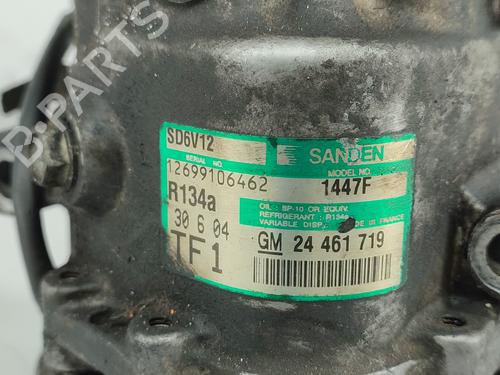 B-PARTS
SD6V12
SANDEN
SERIAL NO.
MODEL NO.
12699106462
1447F
R134a
OIL : SP-10 OR EQUIV.
REFRIGERANT : R134a
VARIABLE DISP. DE IN FRANCE
30 6 04
TF1
GM 24 461 719